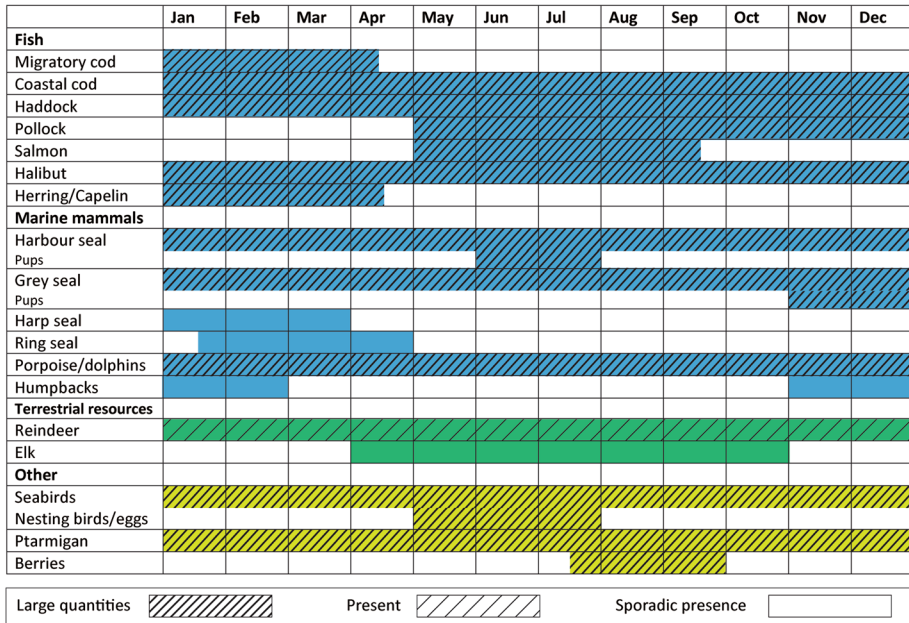 Jan Feb Mar Apr May Jun Jul Aug Sep Oct Nov Dec
Fish
Migratory cod
Coastal cod
Haddock
Pollock
Salmon
Halibut
Herring/Capelin
Marine mammals
Harbour seal
Pups
Grey seal
Pups
Harp seal
Ring seal
Porpoise/dolphins
Humpbacks
Terrestrial resources
Reindeer
Elk
Other
Seabirds
Nesting birds/eggs
Ptarmigan
Berries
Large quantities Present Sporadic presence